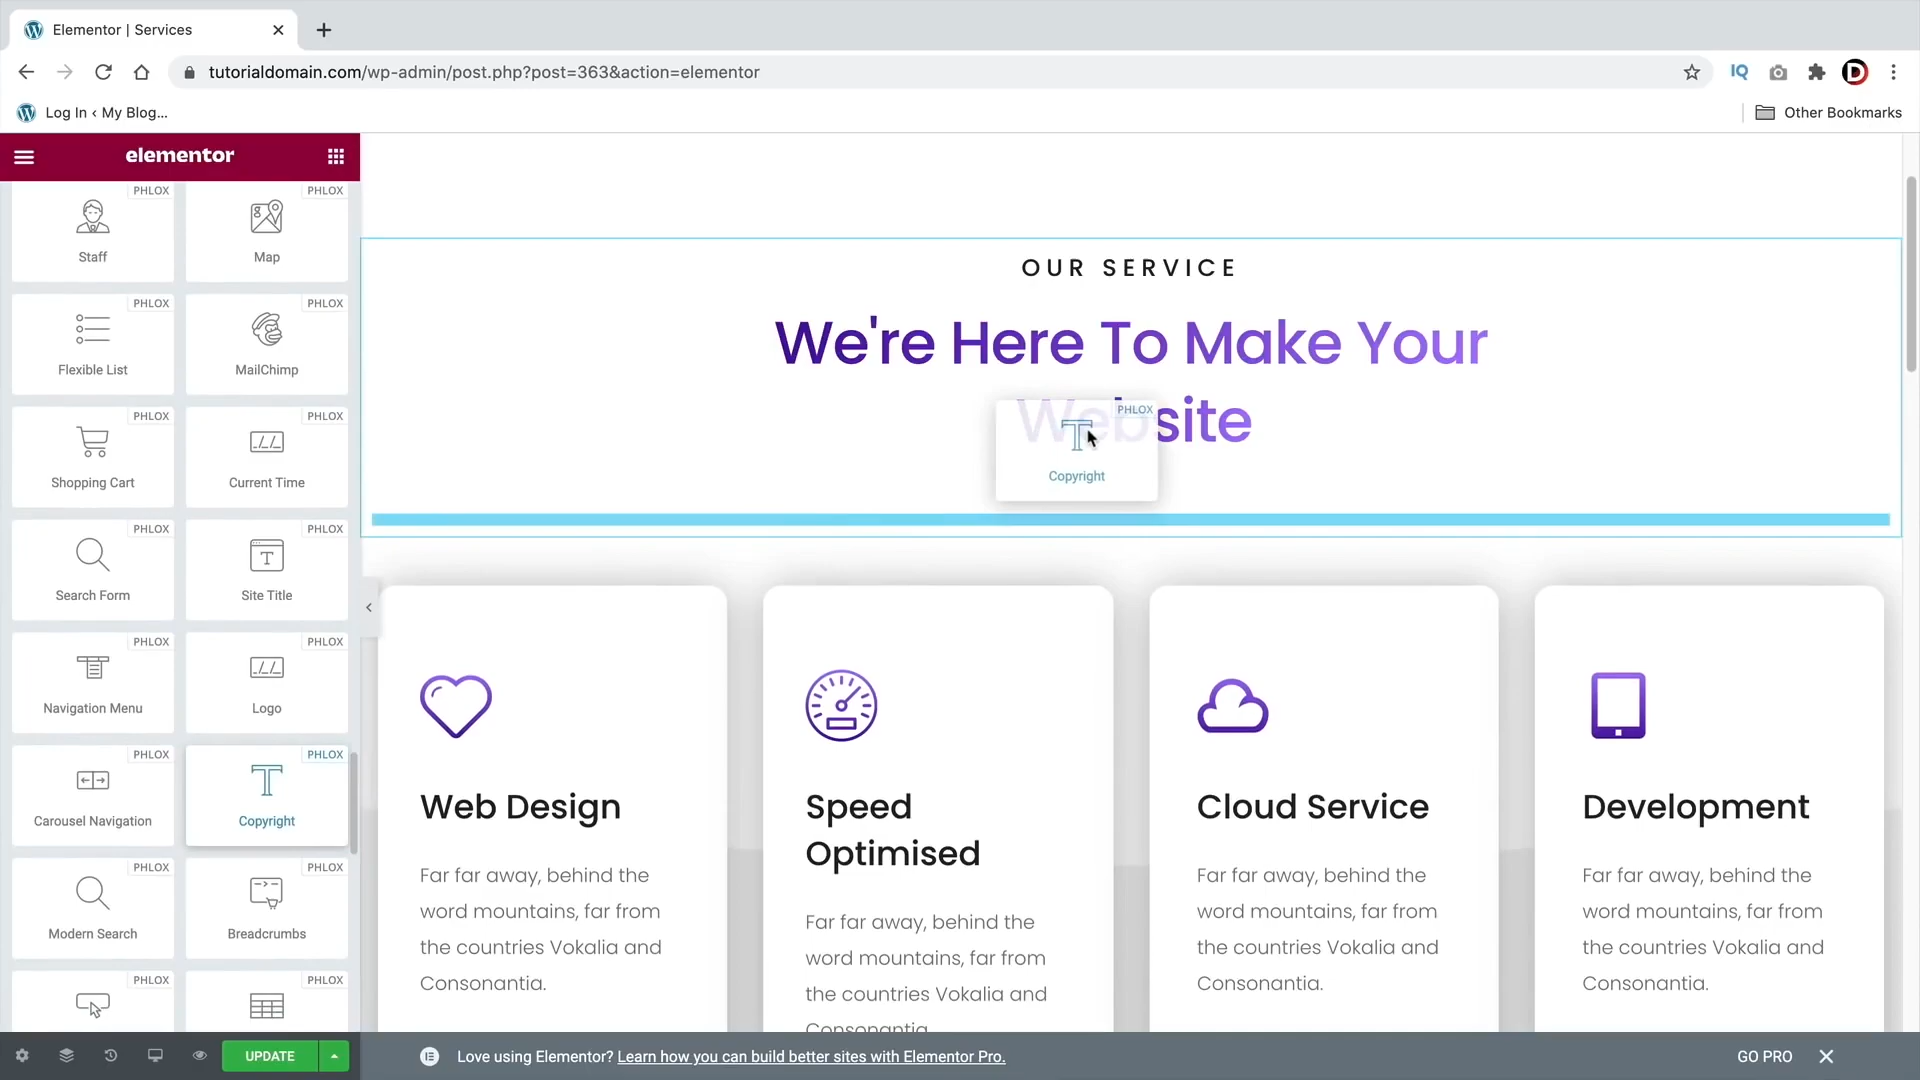 Elementor | Services
tutorialdomain.com/wp-admin/post.php?post=363&action=elementor
IQ
D
Log In ‹ My Blog...
Other Bookmarks
elementor
PHLOX
PHLOX
Staff
Map
PHLOX
PHLOX
Flexible List
MailChimp
PHLOX
PHLOX
Shopping Cart
Current Time
PHLOX
PHLOX
Search Form
Site Title
PHLOX
PHLOX
Navigation Menu
Logo
PHLOX
PHLOX
Carousel Navigation
Copyright
PHLOX
PHLOX
Modern Search
Breadcrumbs
PHLOX
PHLOX
UPDATE
OUR SERVICE
We're Here To Make Your
Website
PHLOX
Copyright
Web Design
Far far away, behind the
word mountains, far from
the countries Vokalia and
Consonantia.
Speed
Optimised
Far far away, behind the
word mountains, far from
the countries Vokalia and
Consonantia
Cloud Service
Far far away, behind the
word mountains, far from
the countries Vokalia and
Consonantia.
Development
Far far away, behind the
word mountains, far from
the countries Vokalia and
Consonantia.
Love using Elementor? Learn how you can build better sites with Elementor Pro.
GO PRO